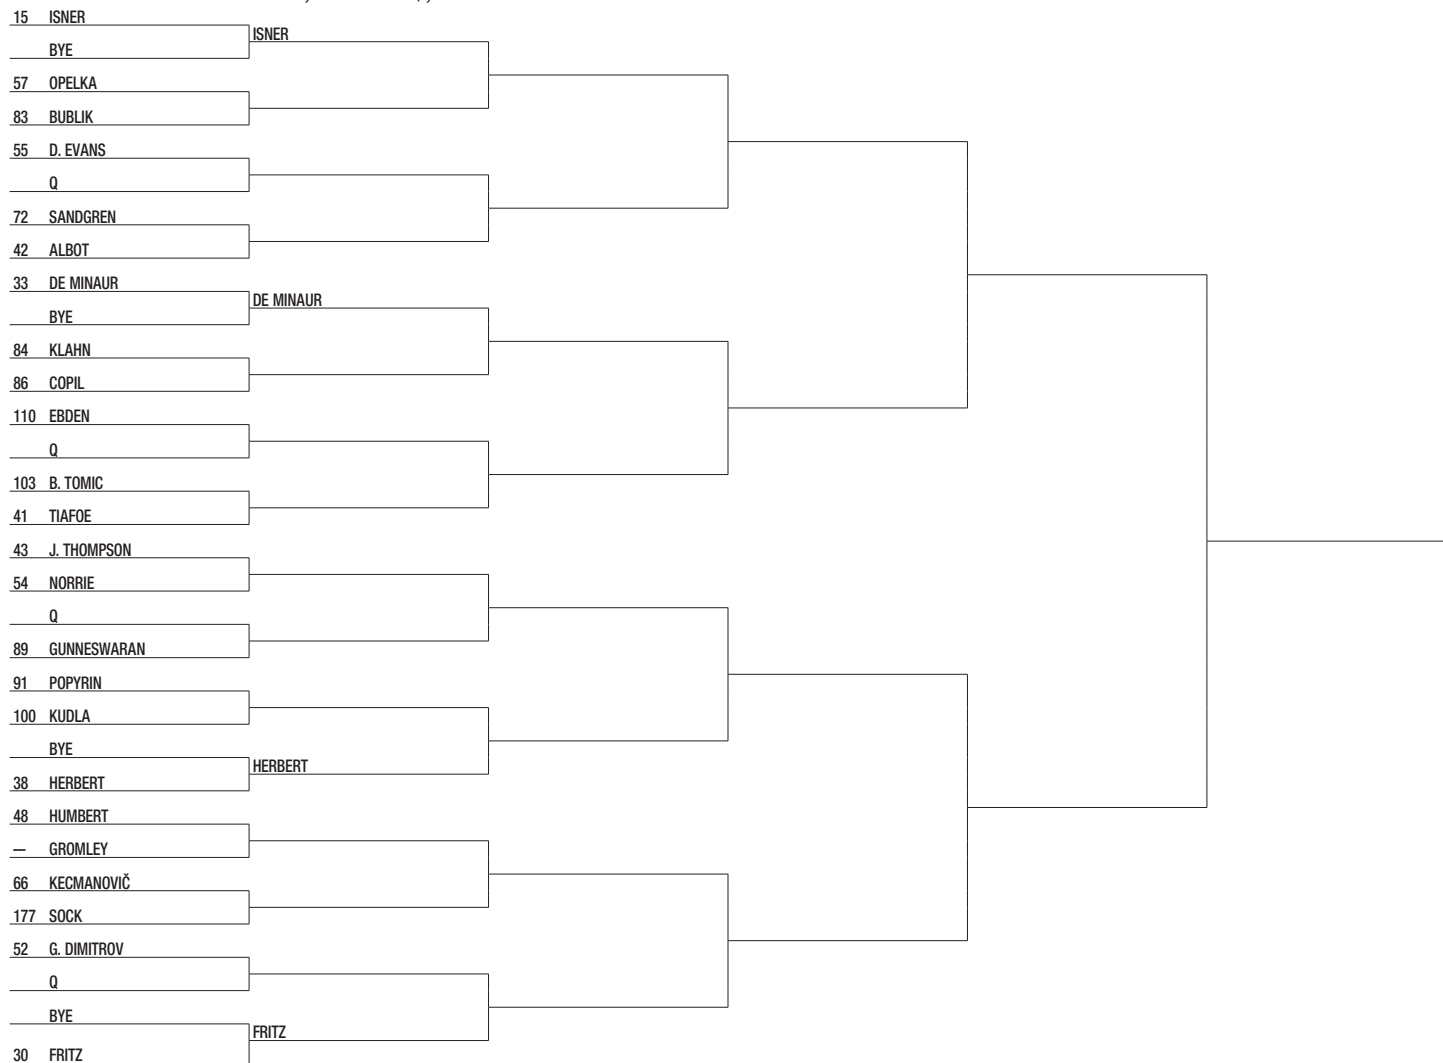 15 ISNER
ISNER
BYE
57 OPELKA
83 BUBLIK
55 D. EVANS
Q
72 SANDGREN
42 ALBOT
33 DE MINAUR
DE MINAUR
BYE
84 KLAHN
86 COPIL
110 EBDEN
Q
103 B. TOMIC
41 TIAFOE
43 J. THOMPSON
54 NORRIE
Q
89 GUNNESWARAN
91 POPYRIN
100 KUDLA
BYE
HERBERT
38 HERBERT
48 HUMBERT
— GROMLEY
66 KECMANOVIČ
177 SOCK
52 G. DIMITROV
Q
BYE
FRITZ
30 FRITZ